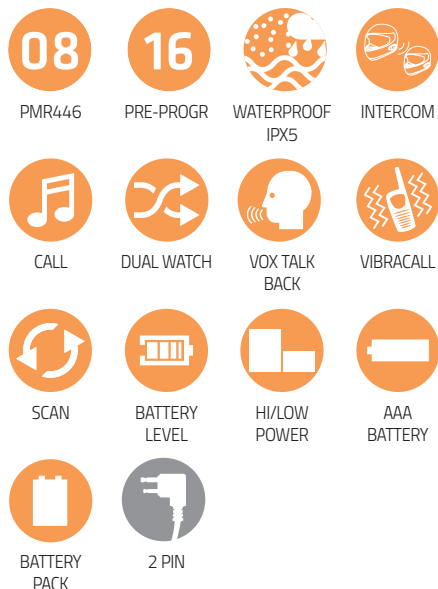 08
16
PMR446
PRE-PROGR
WATERPROOF
IPX5
INTERCOM
CALL
DUAL WATCH
VOX TALK
BACK
VIBRACALL
SCAN
BATTERY
LEVEL
HI/LOW
POWER
AAA
BATTERY
BATTERY
PACK
2 PIN